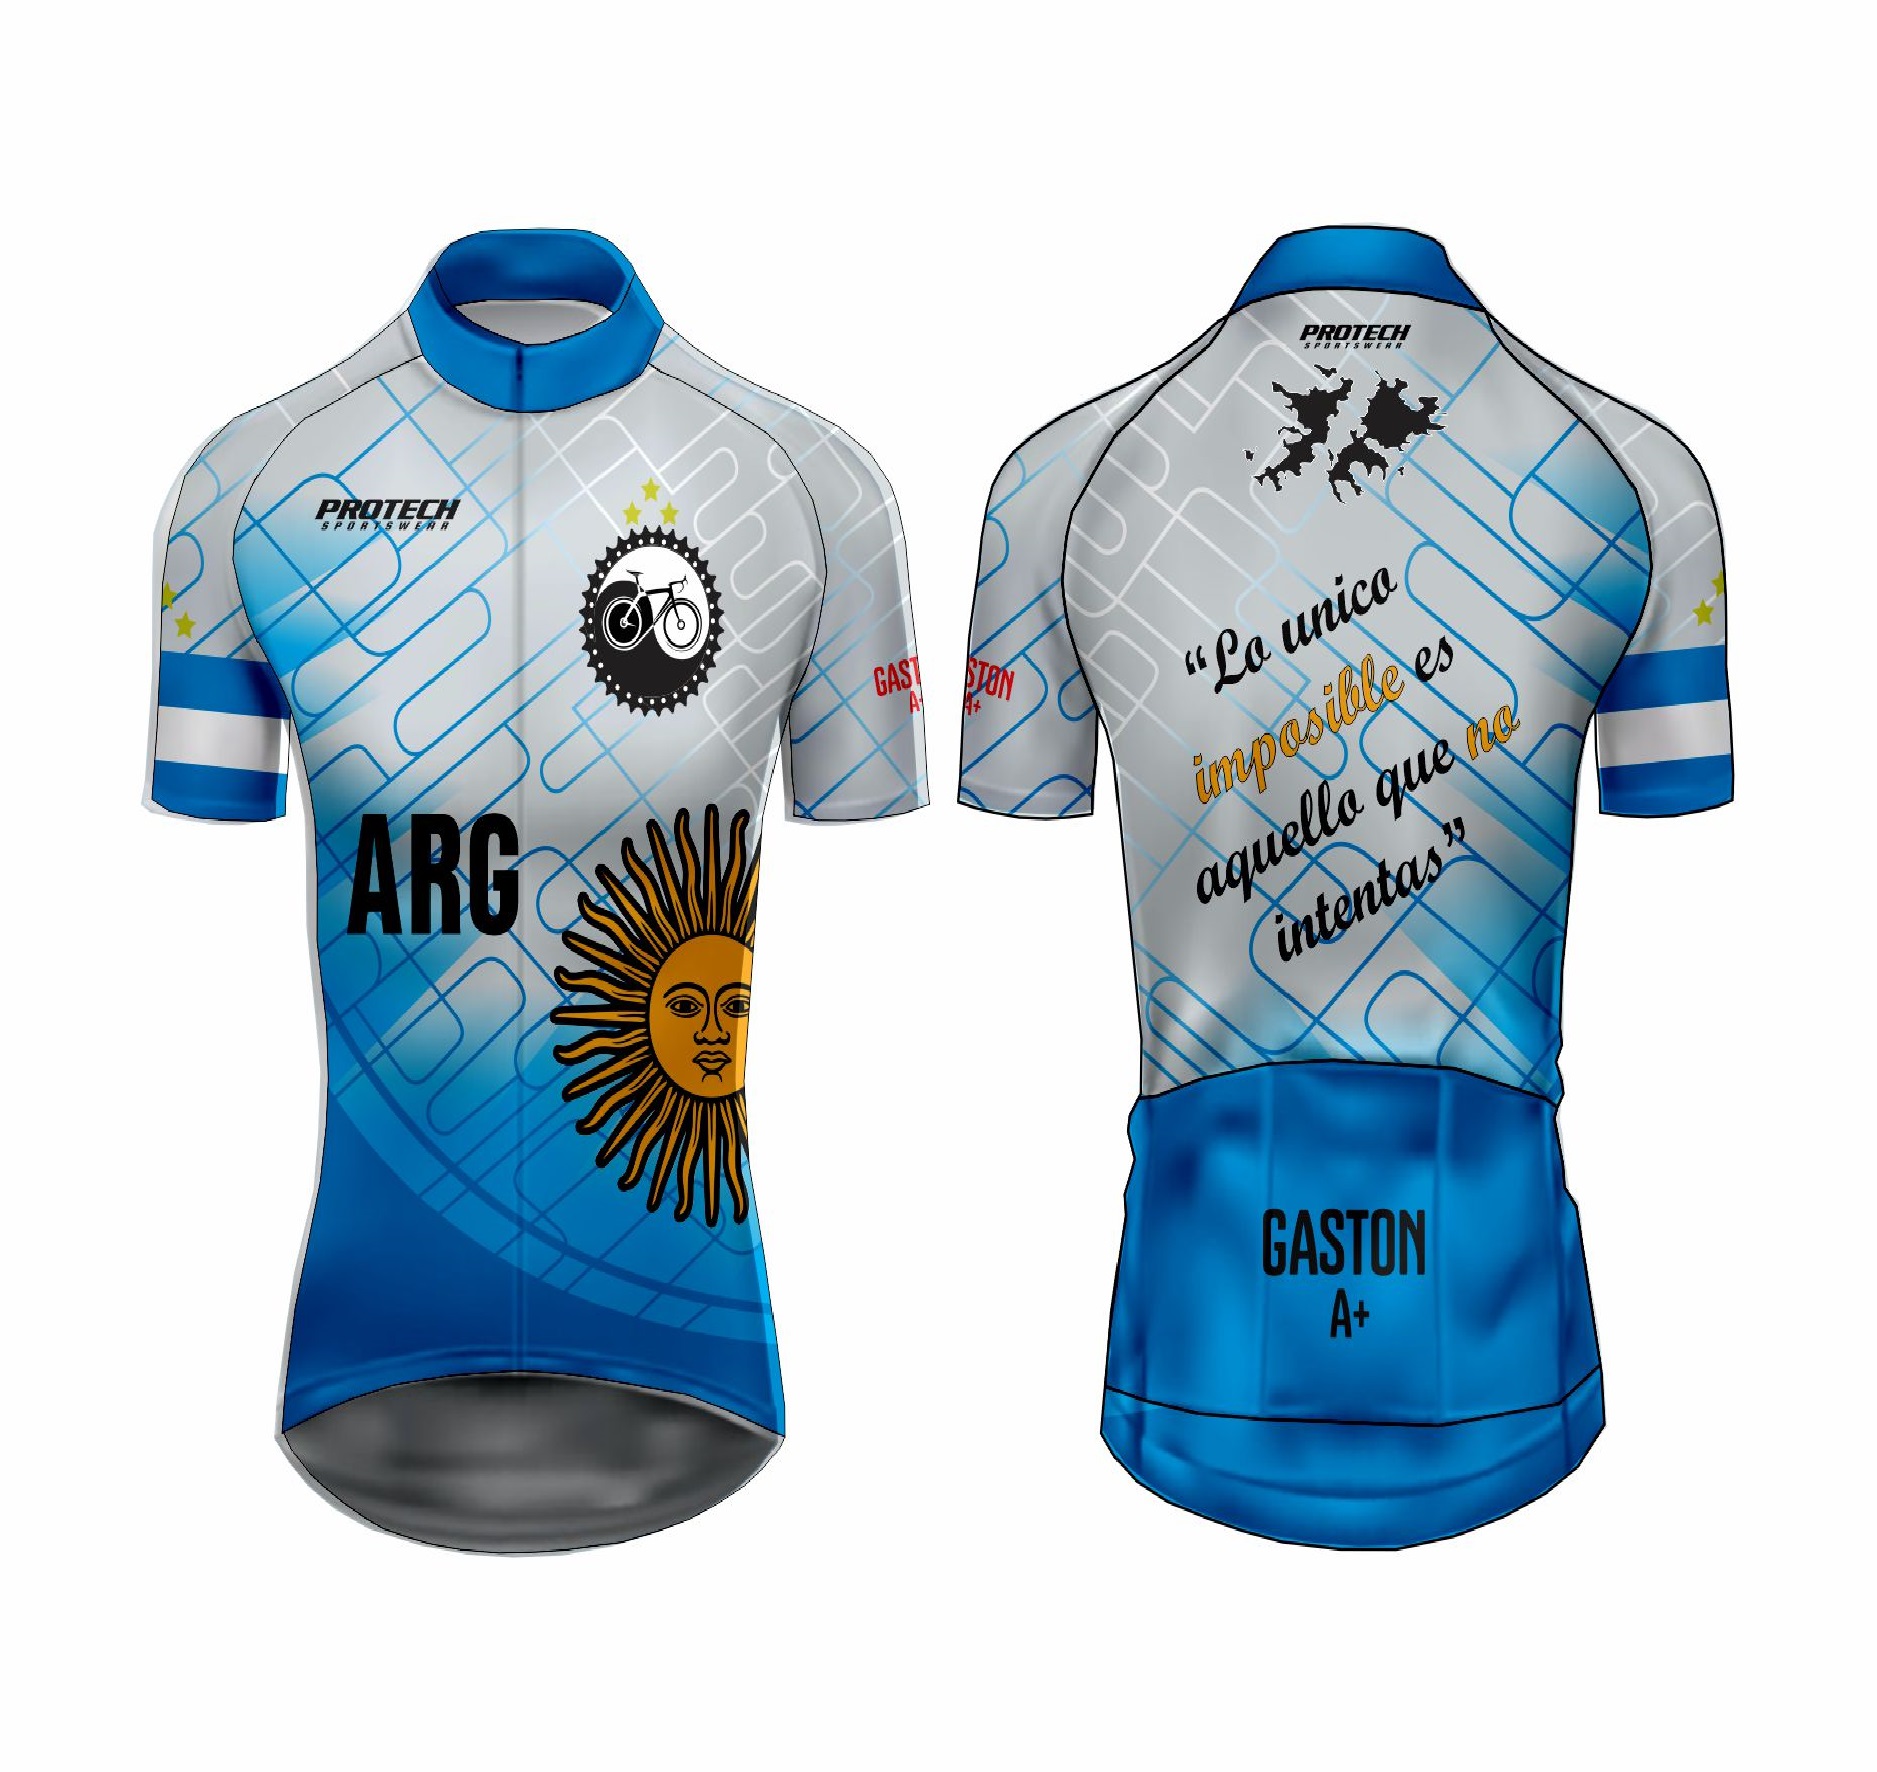 PROTECH
SPORTSWEAR
GAST
A+
ARG
PROTECH
SPORTSWEAR
“Lo unico
imposible es
aquello que no
intentas”
STON
A+
GASTON
A+